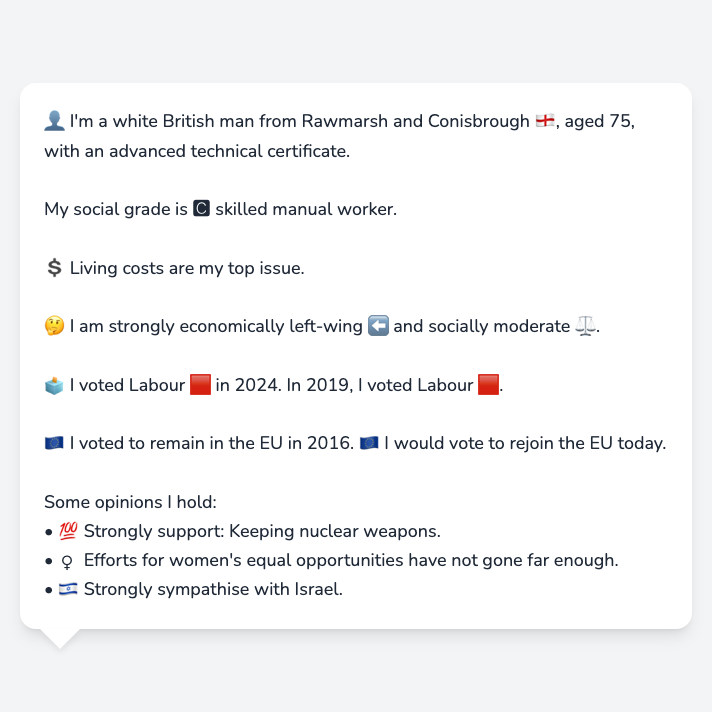 👤 I'm a white British man from Rawmarsh and Conisbrough 🏴󠁧󠁢󠁥󠁮󠁧󠁿, aged 75,
with an advanced technical certificate.
My social grade is 🅲 skilled manual worker.
💲 Living costs are my top issue.
🤔 I am strongly economically left-wing ⬅️ and socially moderate ⚖️.
🗳️ I voted Labour 🟥 in 2024. In 2019, I voted Labour 🟥.
🇪🇺 I voted to remain in the EU in 2016. 🇪🇺 I would vote to rejoin the EU today.
Some opinions I hold:
• 💯 Strongly support: Keeping nuclear weapons.
• ♀ Efforts for women's equal opportunities have not gone far enough.
• 🇮🇱 Strongly sympathise with Israel.